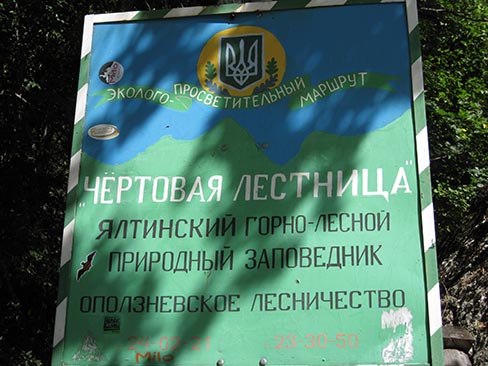 ЭКОЛОГО-ПРОСВЕТИТЕЛЬНЫЙ МАРШРУТ
"ЧЁРТОВАЯ ЛЕСТНИЦА"
ЯЛТИНСКИЙ ГОРНО-ЛЕСНОЙ
ПРИРОДНЫЙ ЗАПОВЕДНИК
ОПОЛЗНЕВСКОЕ ЛЕСНИЧЕСТВО
23-30-50